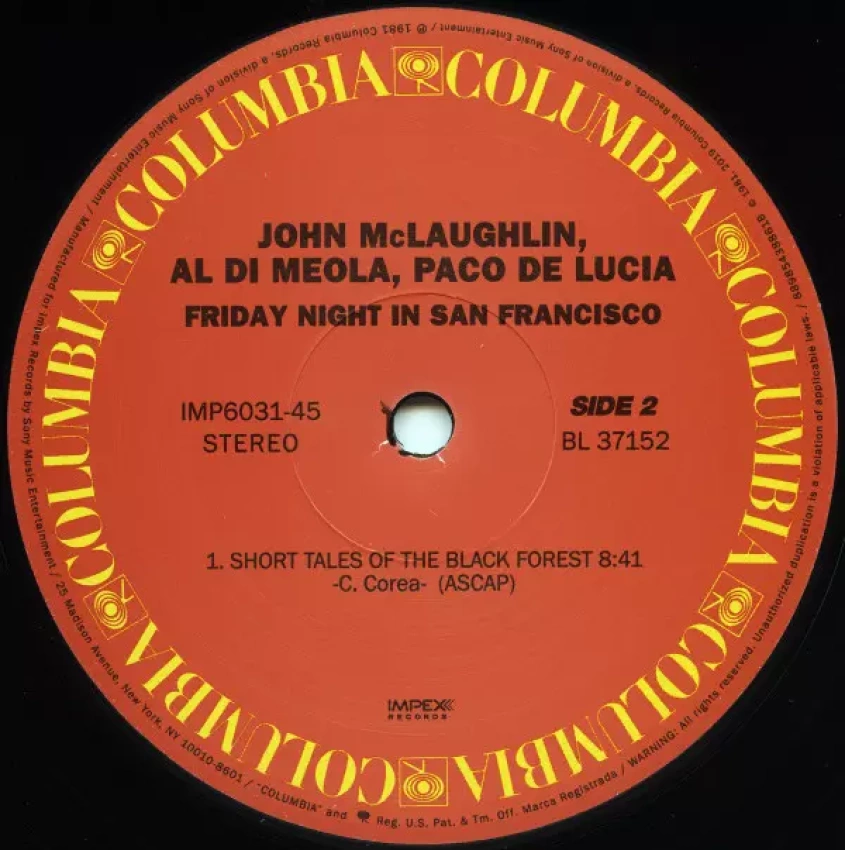 JOHN McLAUGHLIN,
AL DI MEOLA, PACO DE LUCIA
FRIDAY NIGHT IN SAN FRANCISCO
IMP6031-45
STEREO
SIDE 2
BL 37152
1. SHORT TALES OF THE BLACK FOREST 8:41
-C. Corea- (ASCAP)
IMPEX
RECORDS
COLUMBIA
COLUMBIA
COLUMBIA
COLUMBIA
COLUMBIA
COLUMBIA
© 1981, 2019 Columbia Records, a division of Sony Music Entertainment / ℗ 1981 Columbia Records, a division of Sony Music Entertainment / Manufactured for Impex Records by Sony Music Entertainment / 25 Madison Avenue, New York, NY 10010-8601 / "COLUMBIA" and Reg. U.S. Pat. & Tm. Off. Marca Registrada / WARNING: All rights reserved. Unauthorized duplication is a violation of applicable laws. /